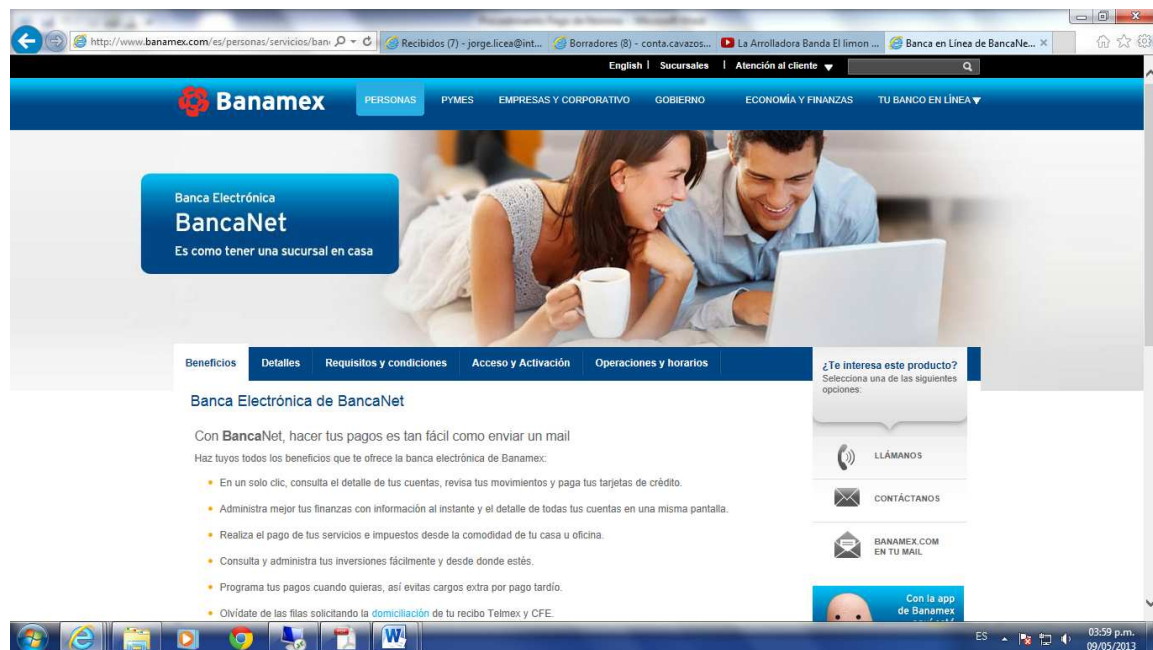 Procedimiento Pago de Nomina - Microsoft Word
http://www.banamex.com/es/personas/servicios/banc
Recibidos (7) - jorge.licea@int...
Borradores (8) - conta.cavazos...
La Arrolladora Banda El limon ...
Banca en Linea de BancaNe...
English | Sucursales | Atención al cliente
Banamex
PERSONAS PYMES EMPRESAS Y CORPORATIVO GOBIERNO ECONOMÍA Y FINANZAS TU BANCO EN LÍNEA
Banca Electrónica
BancaNet
Es como tener una sucursal en casa
Beneficios Detalles Requisitos y condiciones Acceso y Activación Operaciones y horarios
Banca Electrónica de BancaNet
Con BancaNet, hacer tus pagos es tan fácil como enviar un mail
Haz tuyos todos los beneficios que te ofrece la banca electrónica de Banamex:
• En un solo clic, consulta el detalle de tus cuentas, revisa tus movimientos y paga tus tarjetas de crédito.
• Administra mejor tus finanzas con información al instante y el detalle de todas tus cuentas en una misma pantalla.
• Realiza el pago de tus servicios e impuestos desde la comodidad de tu casa u oficina.
• Consulta y administra tus inversiones fácilmente y desde donde estés.
• Programa tus pagos cuando quieras, así evitas cargos extra por pago tardío.
• Olvídate de las filas solicitando la domiciliación de tu recibo Telmex y CFE.
¿Te interesa este producto?
Selecciona una de las siguientes
opciones:
LLÁMANOS
CONTÁCTANOS
BANAMEX.COM
EN TU MAIL
Con la app
de Banamex
ES
03:59 p.m.
09/05/2013